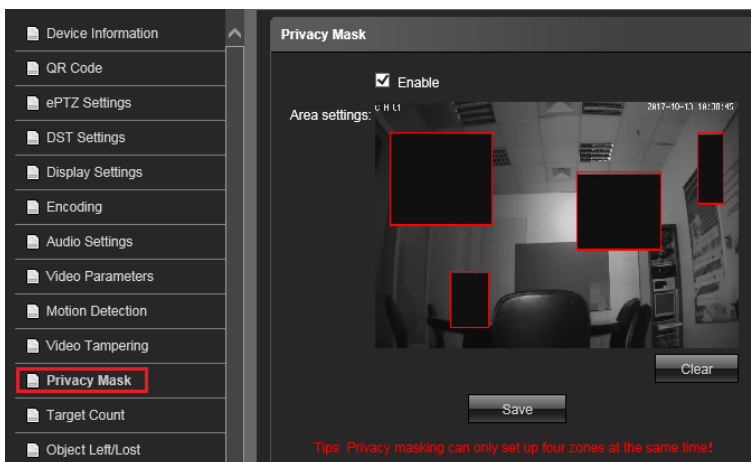 Device Information
QR Code
ePTZ Settings
DST Settings
Display Settings
Encoding
Audio Settings
Video Parameters
Motion Detection
Video Tampering
Privacy Mask
Target Count
Object Left/Lost
Privacy Mask
Enable
Area settings:
2017-10-13 10:30:45
Clear
Save
Tips: Privacy masking can only set up four zones at the same time!